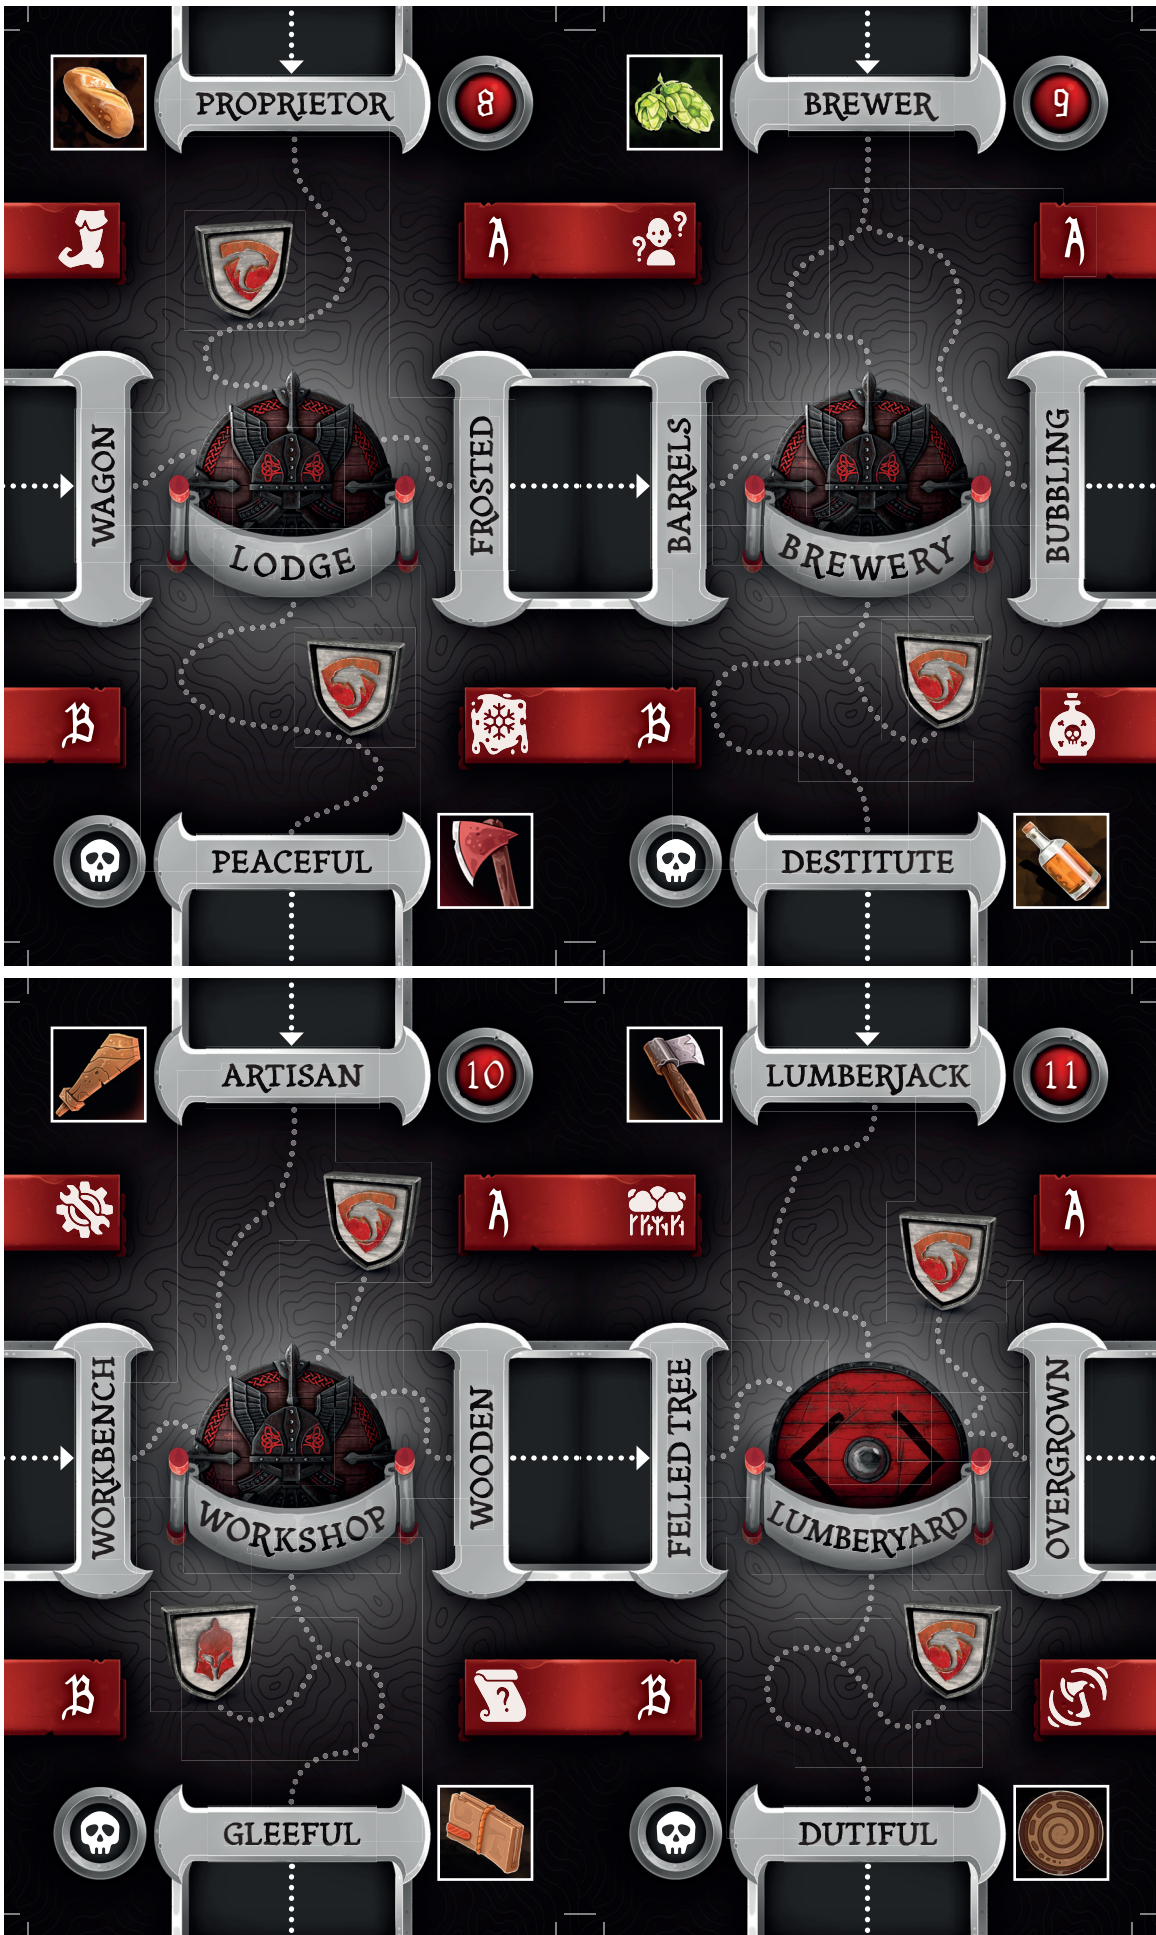 PROPRIETOR
8
A
WAGON
LODGE
FROSTED
B
PEACEFUL
BREWER
9
A
BARRELS
BREWERY
BUBBLING
B
DESTITUTE
ARTISAN
10
A
WORKBENCH
WORKSHOP
WOODEN
B
?
GLEEFUL
LUMBERJACK
11
A
FELLED TREE
LUMBERYARD
OVERGROWN
B
DUTIFUL